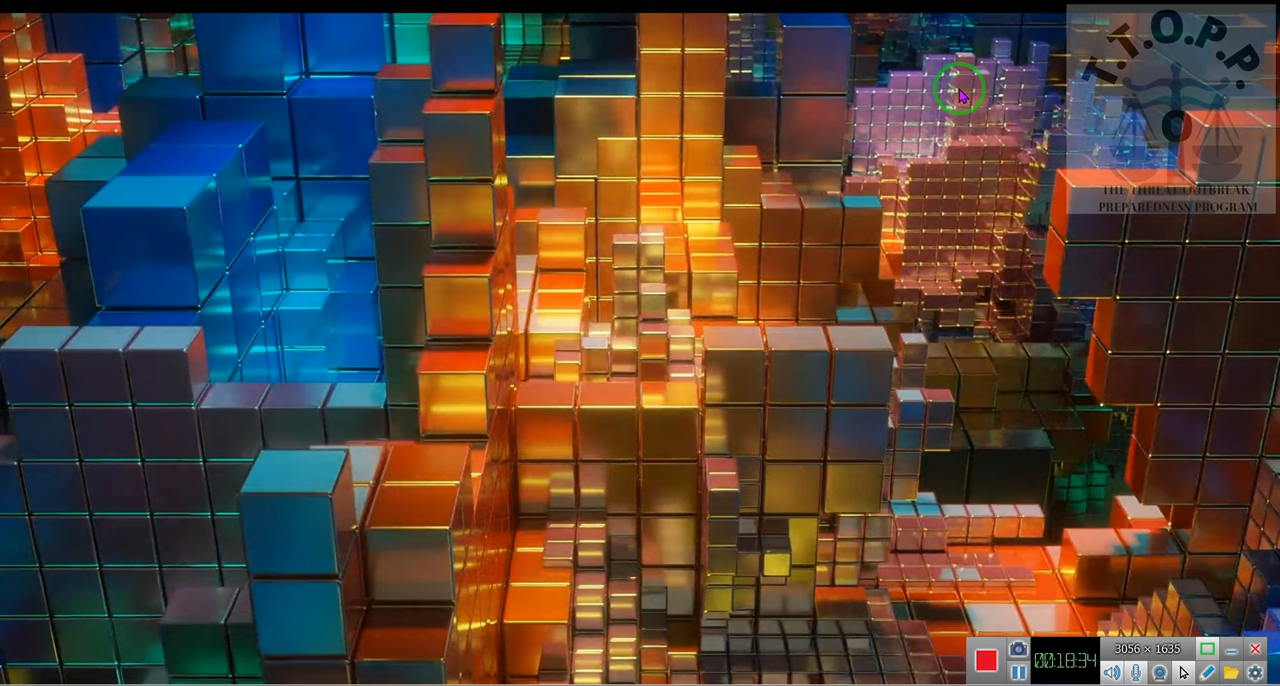 T.T.O.P.P.
O
THE THREAT OUTBREAK
PREPAREDNESS PROGRAM
00:18:34
3056 × 1635